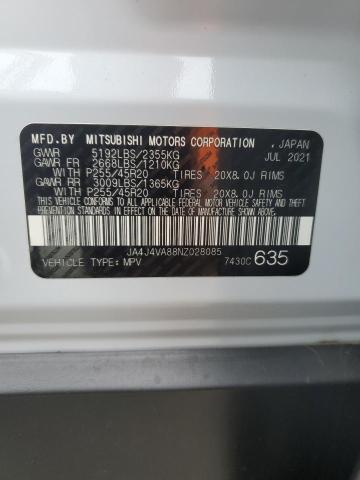 MFD.BY MITSUBISHI MOTORS CORPORATION , JAPAN
GVWR 5192LBS/2355KG JUL 2021
GAWR FR 2668LBS/1210KG
WITH P255/45R20 TIRES 20X8.0J RIMS
GAWR RR 3009LBS/1365KG
WITH P255/45R20 TIRES 20X8.0J RIMS
THIS VEHICLE CONFORMS TO ALL APPLICABLE FEDERAL MOTOR VEHICLE
SAFETY AND THEFT PREVENTION STANDARDS IN EFFECT ON THE DATE OF
MANUFACTURE SHOWN ABOVE.
JA4J4VA88NZ028085
VEHICLE TYPE: MPV 7430C 635